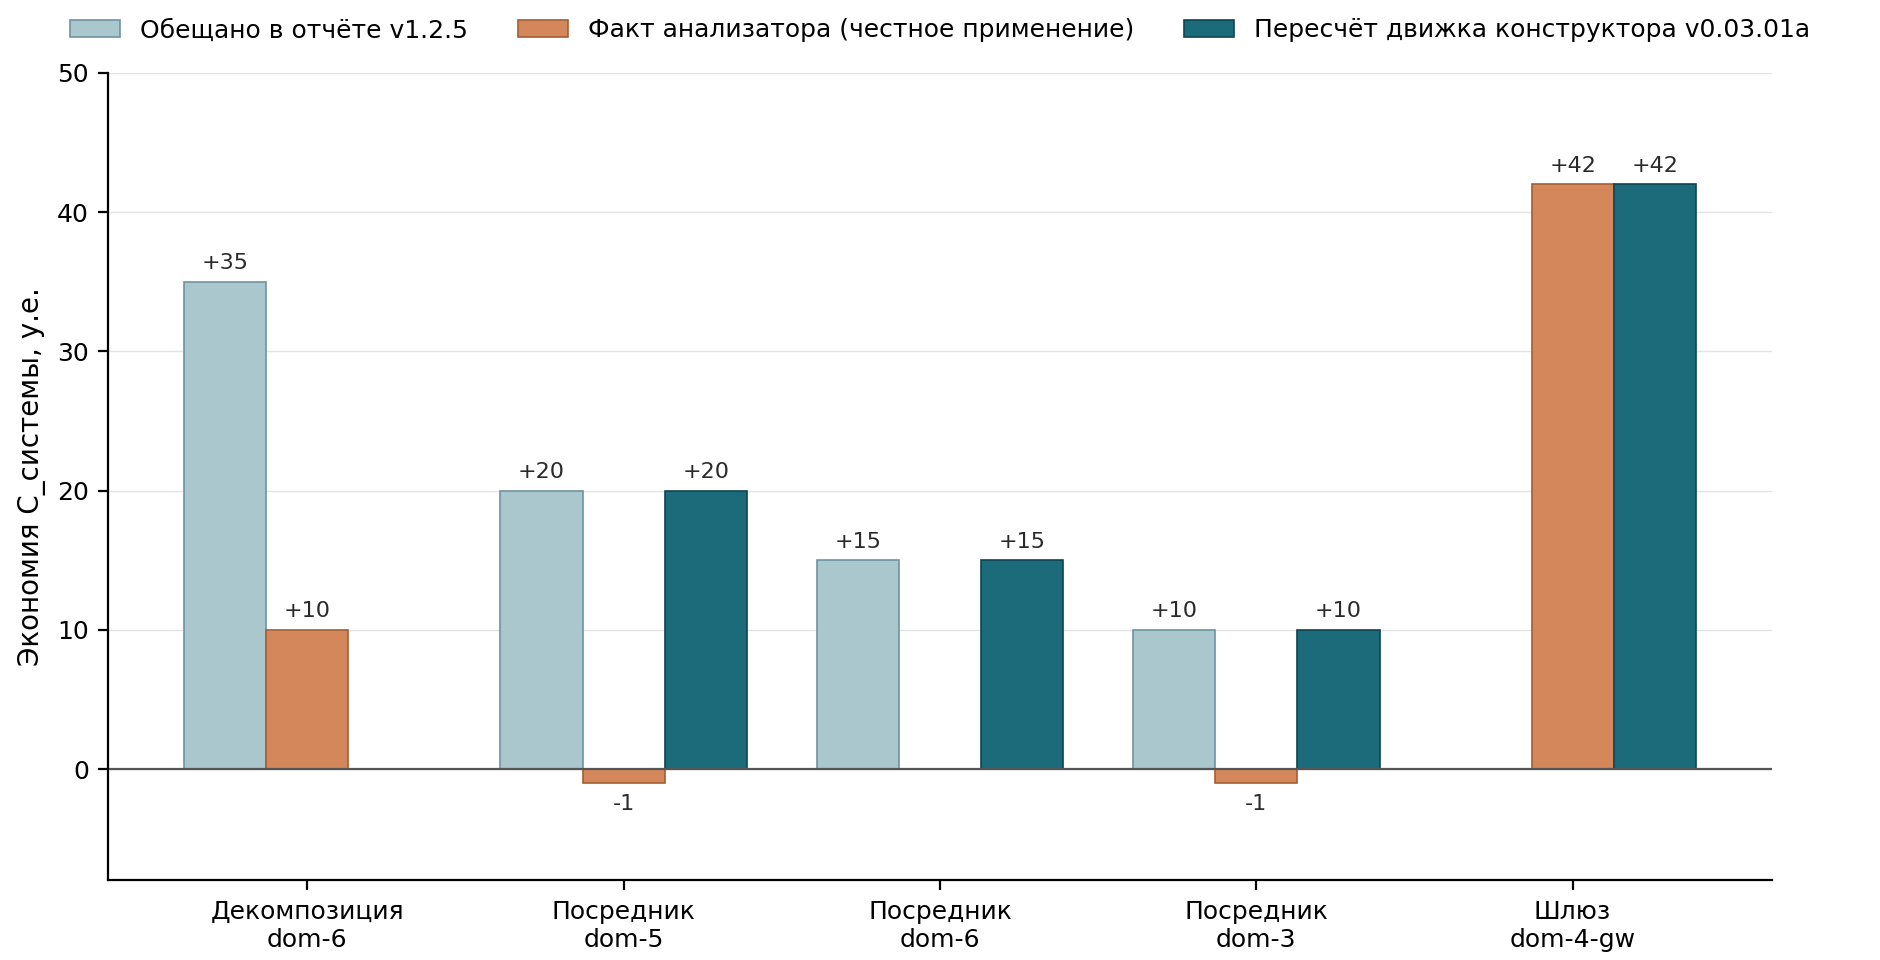 Обещано в отчёте v1.2.5 Факт анализатора (честное применение) Пересчёт движка конструктора v0.03.01a
Экономия C_системы, у.е.
50
40
30
20
10
0
+35
+10
+20
-1
+20
+15
+15
+10
-1
+10
+42
+42
Декомпозиция
dom-6
Посредник
dom-5
Посредник
dom-6
Посредник
dom-3
Шлюз
dom-4-gw